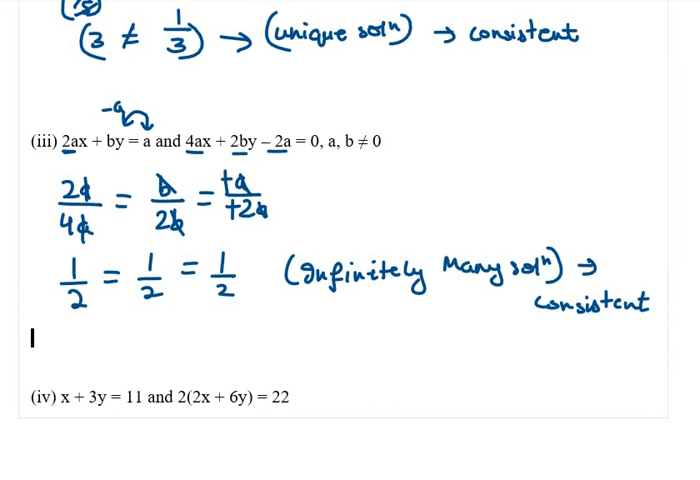 (3 ≠ 1/3) → (unique solⁿ) → consistent
-a
(iii) 2ax + by = a and 4ax + 2by – 2a = 0, a, b ≠ 0
2a/4a = b/2b = +a/+2a
1/2 = 1/2 = 1/2 (Infinitely Many solⁿ) →
consistent
(iv) x + 3y = 11 and 2(2x + 6y) = 22